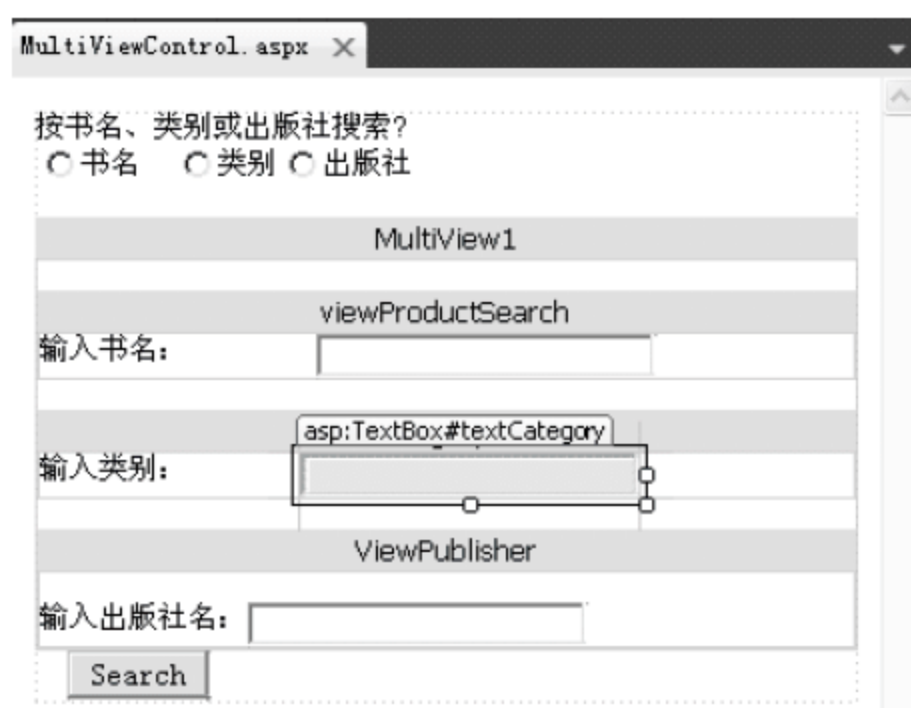 MultiViewControl.aspx
按书名、类别或出版社搜索?
书名 类别 出版社
MultiView1
viewProductSearch
输入书名:
asp:TextBox#textCategory
输入类别:
ViewPublisher
输入出版社名:
Search